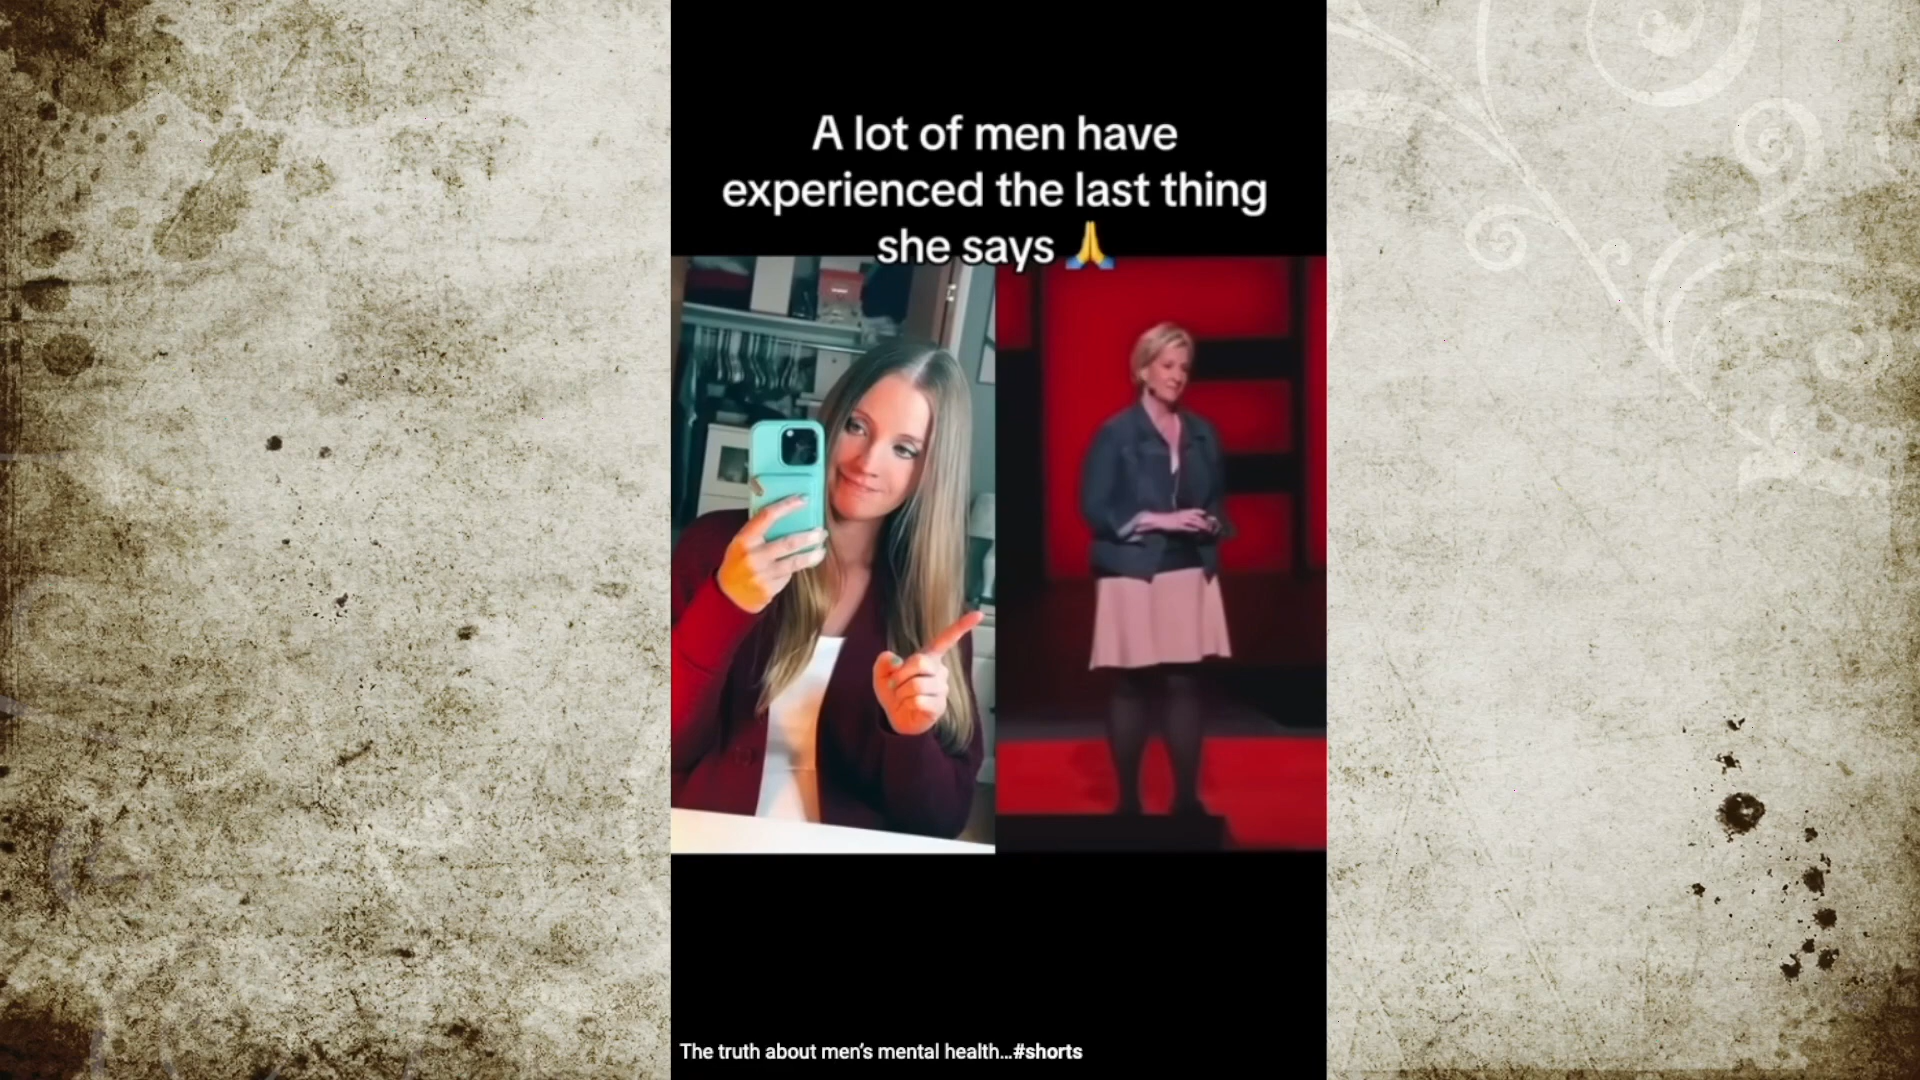 A lot of men have
experienced the last thing
she says 🙏
The truth about men's mental health...#shorts